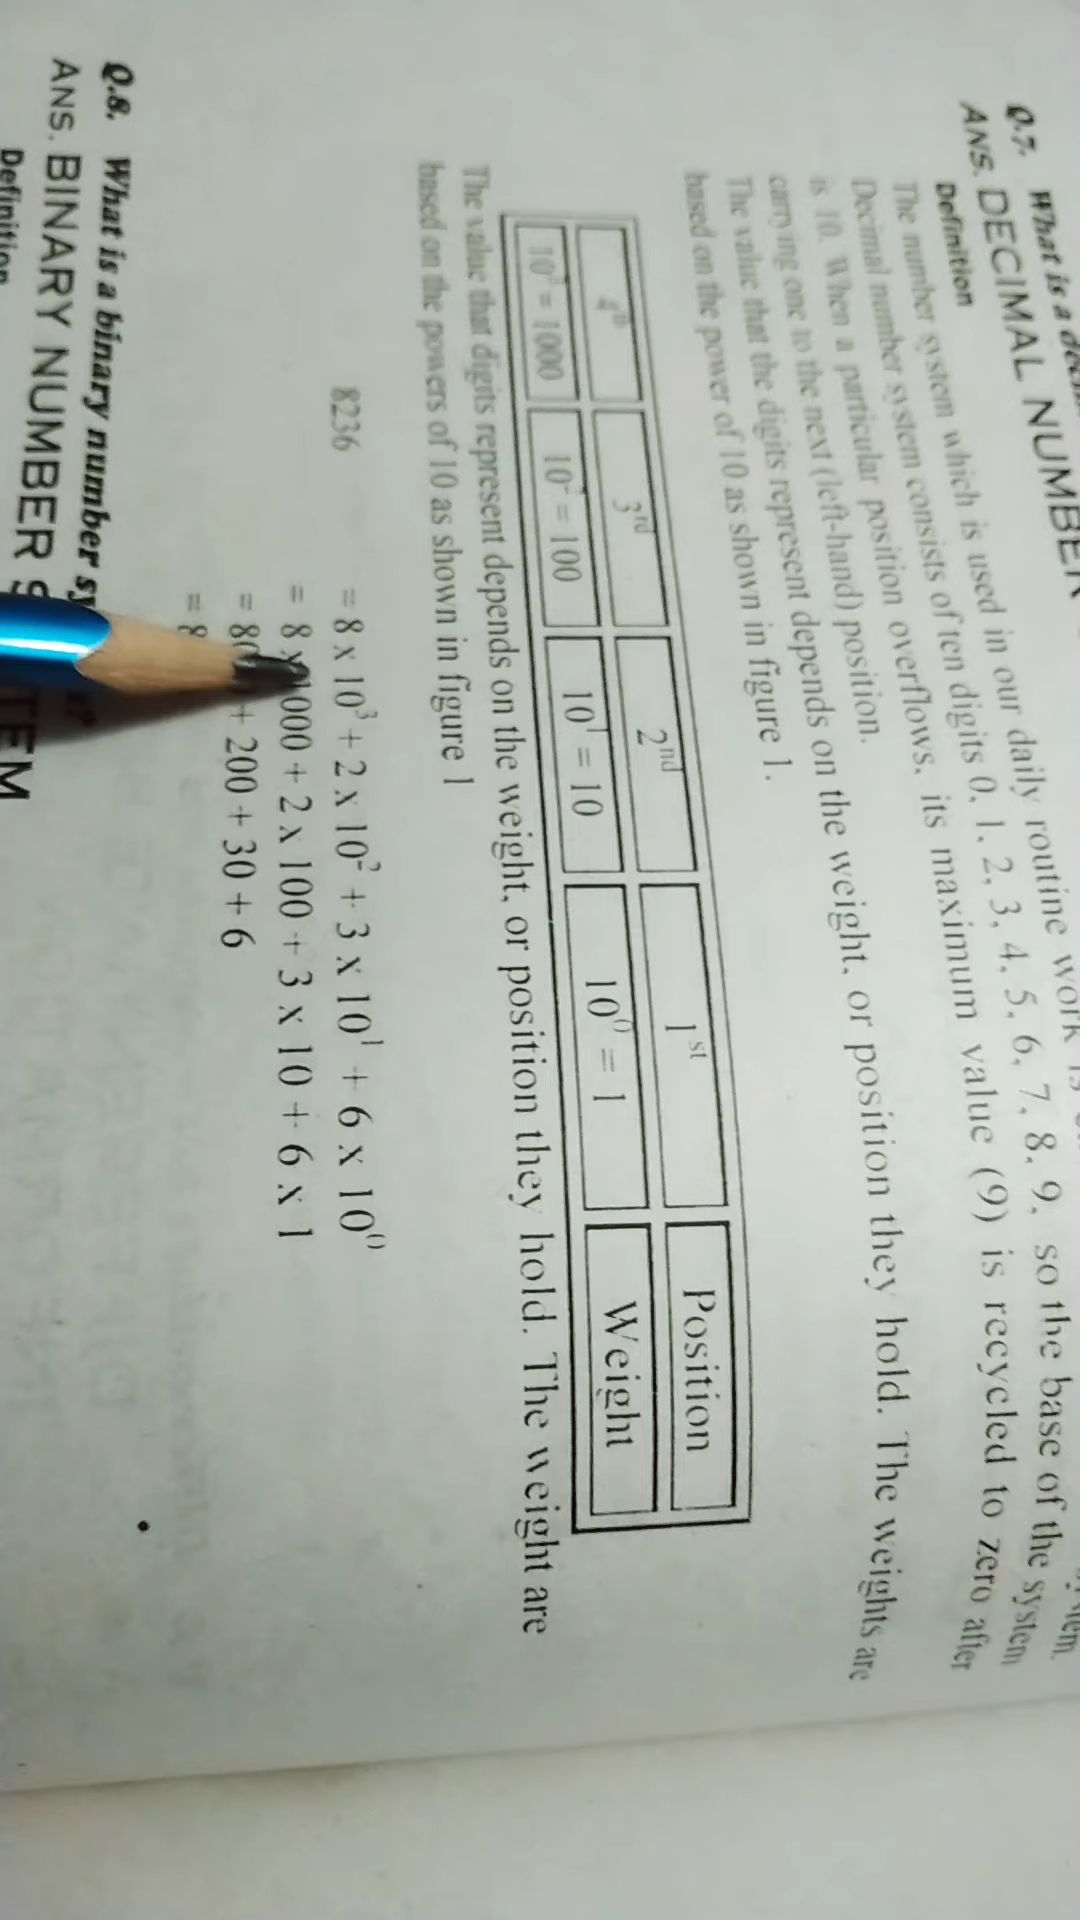 Q.7. What is a
ANS. DECIMAL NUMBER
Definition
The number system which is used in our daily routine work is
Decimal number system consists of ten digits 0, 1, 2, 3, 4, 5, 6, 7, 8, 9, so the base of the system
is 10. When a particular position overflows, its maximum value (9) is recycled to zero after
carrying one to the next (left-hand) position.
The value that the digits represent depends on the weight, or position they hold. The weights are
based on the power of 10 as shown in figure 1.
4th 3rd 2nd 1st Position
10³ = 1000 10² = 100 10¹ = 10 10⁰ = 1 Weight
The value that digits represent depends on the weight, or position they hold. The weight are
based on the powers of 10 as shown in figure 1
8236 = 8 x 10³ + 2 x 10² + 3 x 10¹ + 6 x 10⁰
= 8 x 1000 + 2 x 100 + 3 x 10 + 6 x 1
= + 200 + 30 + 6
=
Q.8. What is a binary number
ANS. BINARY NUMBER
Definition